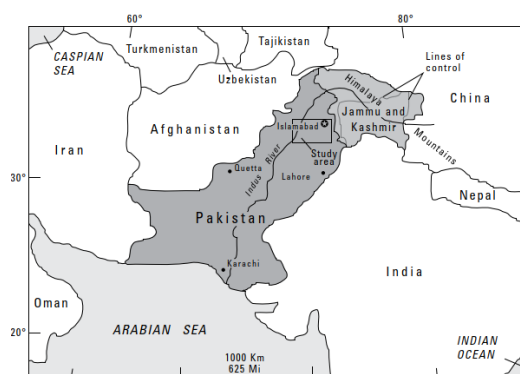 60°
80°
CASPIAN
SEA
Turkmenistan
Tajikistan
Uzbekistan
Lines of
control
Himalaya
Mountains
China
Jammu and
Kashmir
Islamabad
Afghanistan
Iran
Study
area
Indus River
Quetta
Lahore
30°
Nepal
Pakistan
Karachi
India
Oman
ARABIAN SEA
20°
INDIAN
OCEAN
1000 Km
625 Mi